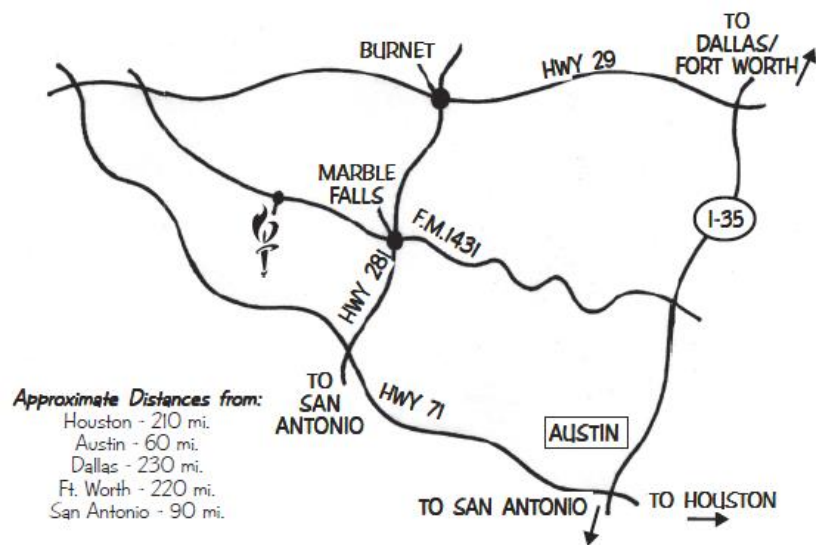 TO
DALLAS/
FORT WORTH
BURNET
HWY 29
MARBLE
FALLS
F.M.1431
I-35
HWY 281
TO
SAN
ANTONIO
HWY 71
AUSTIN
Approximate Distances from:
Houston - 210 mi.
Austin - 60 mi.
Dallas - 230 mi.
Ft. Worth - 220 mi.
San Antonio - 90 mi.
TO SAN ANTONIO
TO HOUSTON